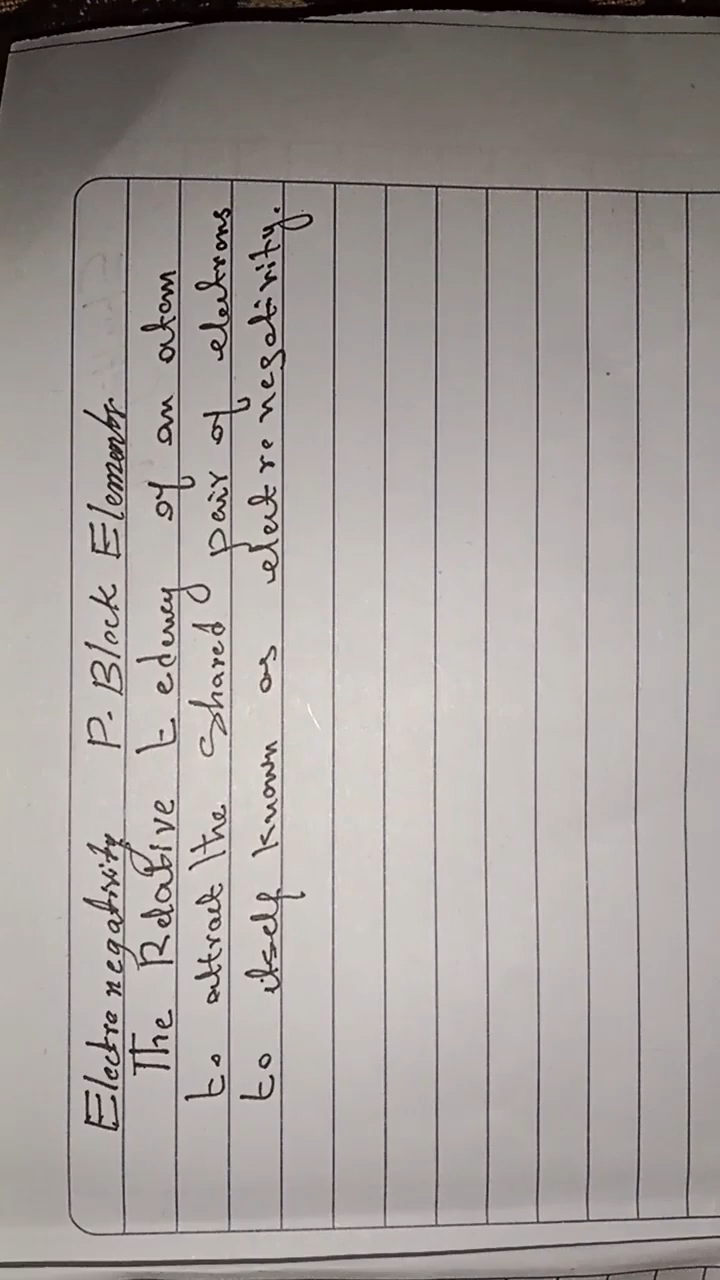 Electronegativity P. Block Elements
The Relative tedency of an atom
to attract the shared pair of electrons
to itself known as electronegativity.